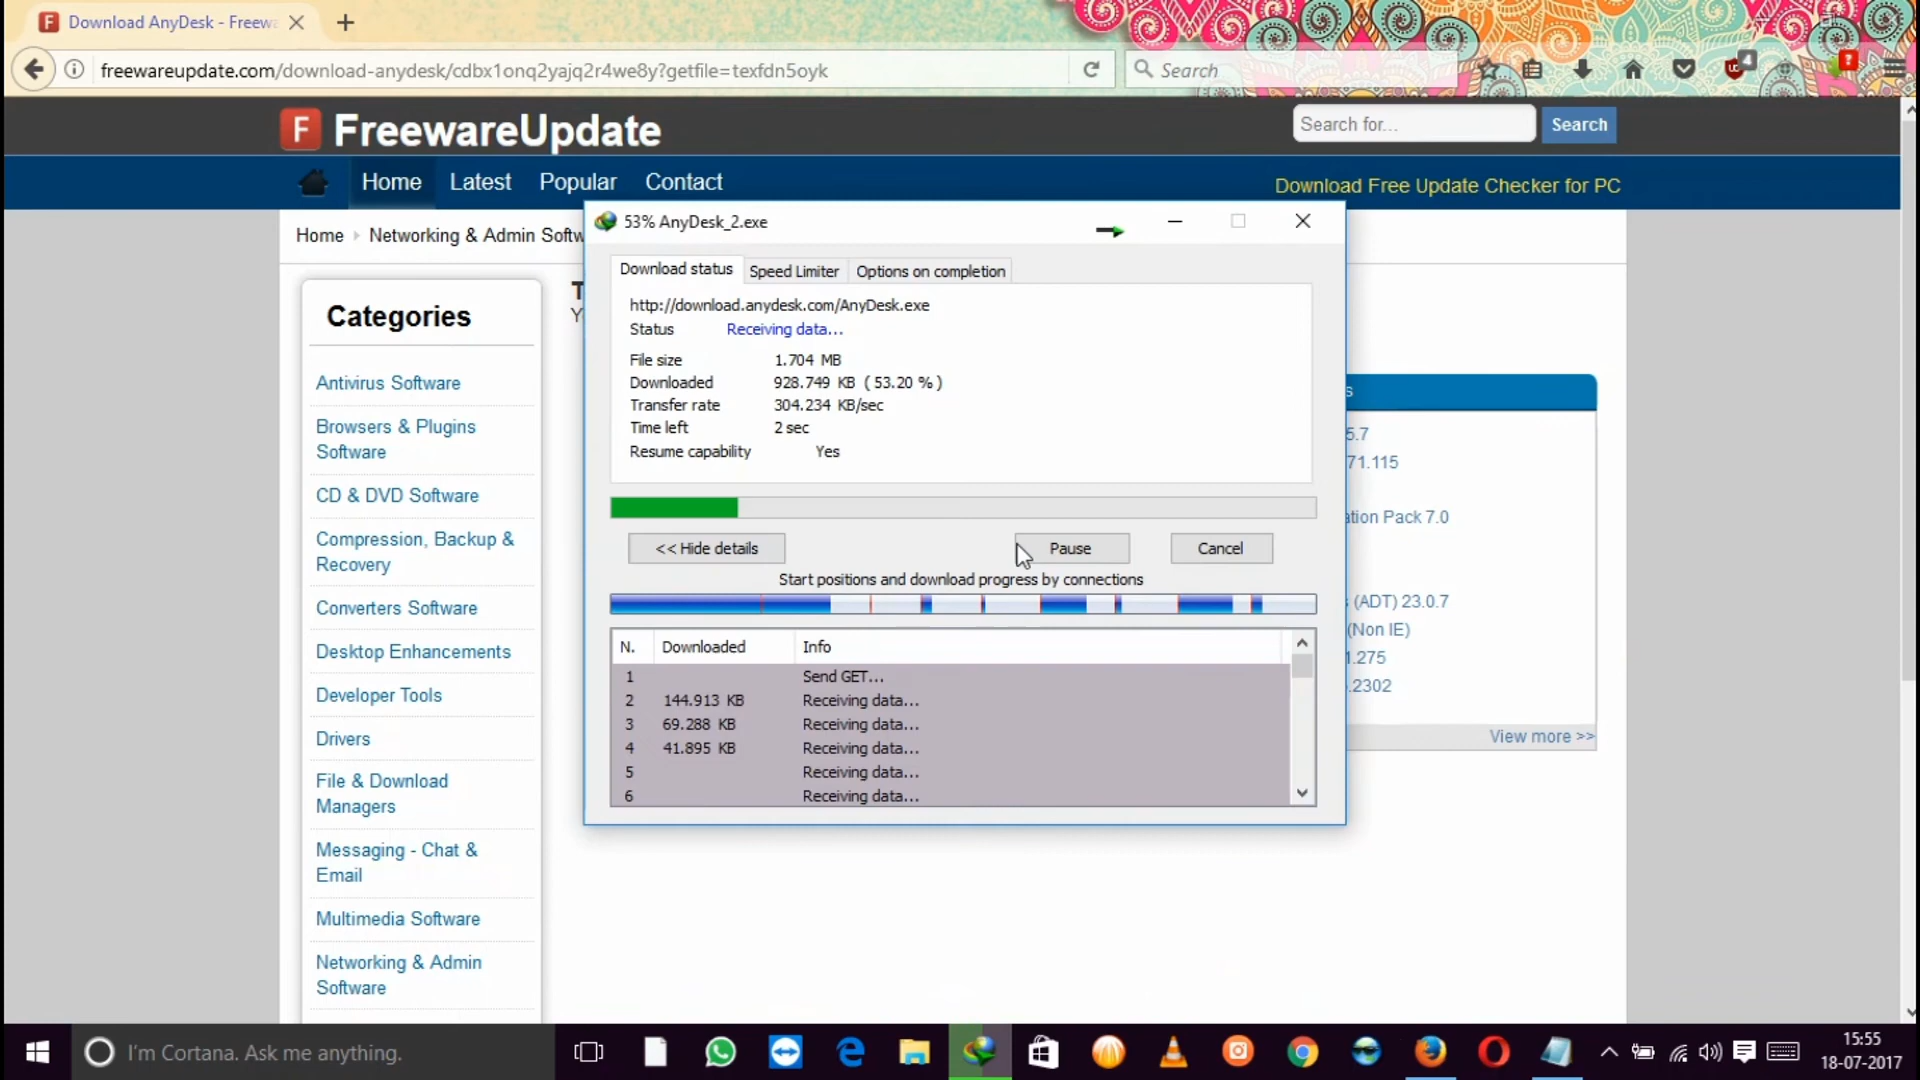 Download AnyDesk - Freewa
freewareupdate.com/download-anydesk/cdbx1onq2yajq2r4we8y?getfile=texfdn5oyk
Search
4
F FreewareUpdate
Search for...
Search
Home
Latest
Popular
Contact
Download Free Update Checker for PC
Home
Networking & Admin Softw
Categories
Antivirus Software
Browsers & Plugins
Software
CD & DVD Software
Compression, Backup &
Recovery
Converters Software
Desktop Enhancements
Developer Tools
Drivers
File & Download
Managers
Messaging - Chat &
Email
Multimedia Software
Networking & Admin
Software
T
Y
53% AnyDesk_2.exe
Download status
Speed Limiter
Options on completion
http://download.anydesk.com/AnyDesk.exe
Status Receiving data...
File size 1.704 MB
Downloaded 928.749 KB ( 53.20 % )
Transfer rate 304.234 KB/sec
Time left 2 sec
Resume capability Yes
<< Hide details
Pause
Cancel
Start positions and download progress by connections
N. Downloaded Info
1 Send GET...
2 144.913 KB Receiving data...
3 69.288 KB Receiving data...
4 41.895 KB Receiving data...
5 Receiving data...
6 Receiving data...
s
5.7
71.115
ation Pack 7.0
(ADT) 23.0.7
(Non IE)
1.275
.2302
View more >>
I'm Cortana. Ask me anything.
15:55
18-07-2017